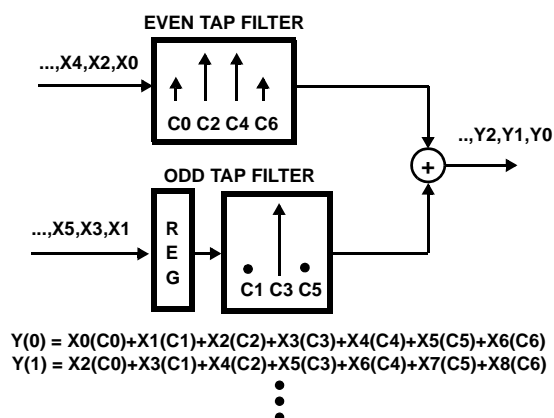 EVEN TAP FILTER
...,X4,X2,X0
C0 C2 C4 C6
..,Y2,Y1,Y0
+
ODD TAP FILTER
...,X5,X3,X1
R
E
G
C1 C3 C5
Y(0) = X0(C0)+X1(C1)+X2(C2)+X3(C3)+X4(C4)+X5(C5)+X6(C6)
Y(1) = X2(C0)+X3(C1)+X4(C2)+X5(C3)+X6(C4)+X7(C5)+X8(C6)